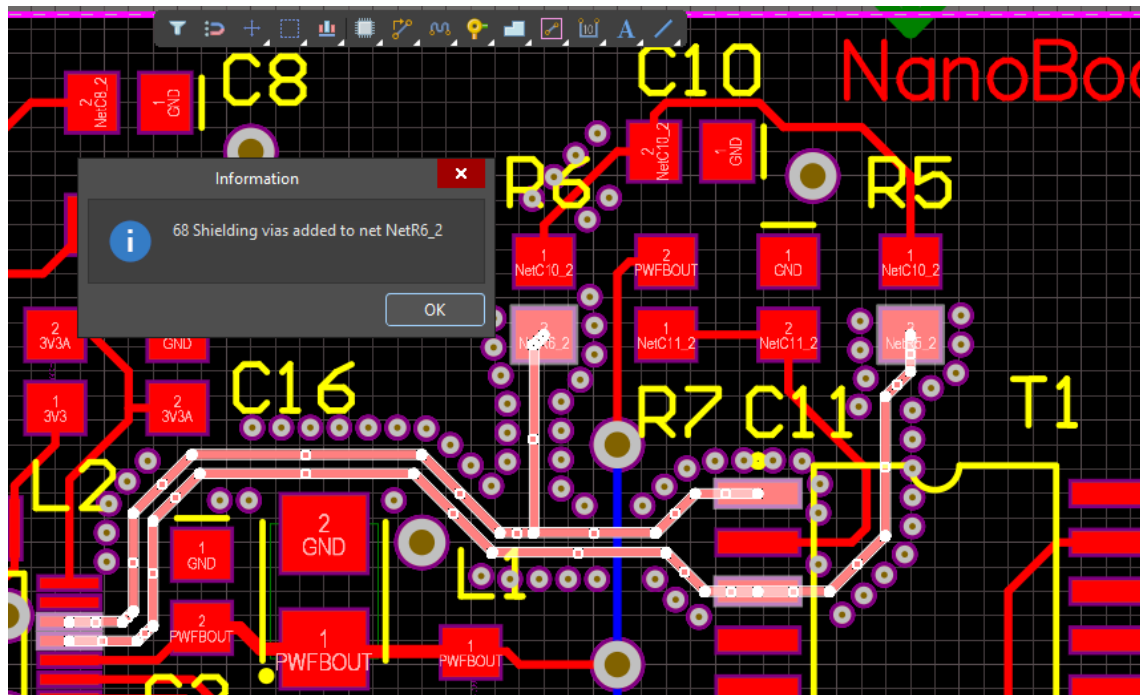 C8
C10
NanoBoo
2
NetC8_2
1
GND
2
NetC10_2
1
GND
R6
R5
Information
68 Shielding vias added to net NetR6_2
OK
1
NetC10_2
2
PWFBOUT
1
GND
1
NetC10_2
2
3V3A
GND
NetR6_2
1
NetC11_2
2
NetC11_2
NetR5_2
1
3V3
2
3V3A
C16
R7
C11
T1
L2
1
GND
2
GND
L1
2
PWFBOUT
1
PWFBOUT
1
PWFBOUT